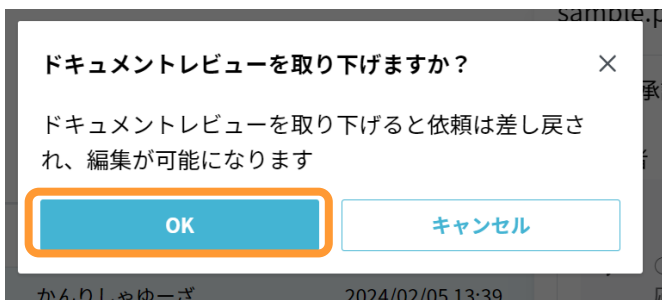 sample.p
ドキュメントレビューを取り下げますか？
承
ドキュメントレビューを取り下げると依頼は差し戻さ
れ、編集が可能になります
OK
キャンセル
かんりしゃゆーざ
2024/02/05 13:39